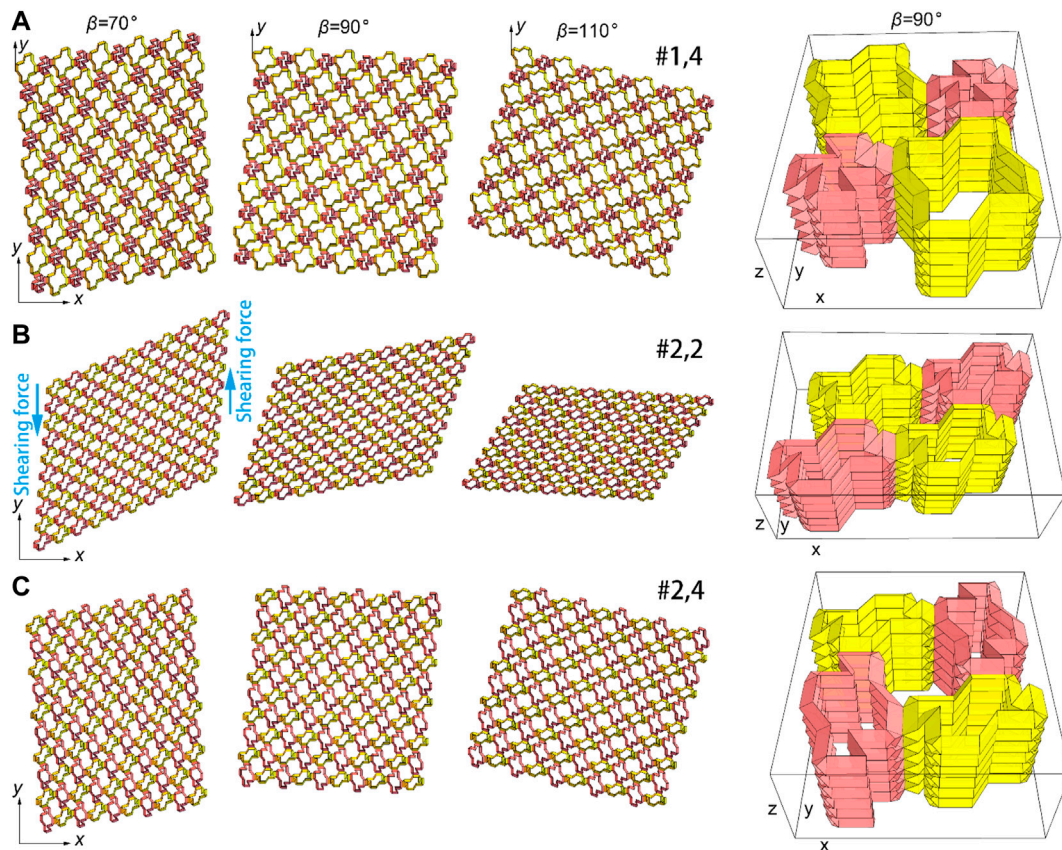 A
β=70°
β=90°
β=110°
#1,4
β=90°
y
y
y
y
x
z
y
x
B
#2,2
Shearing force
Shearing force
y
x
z
y
x
C
#2,4
y
x
z
y
x